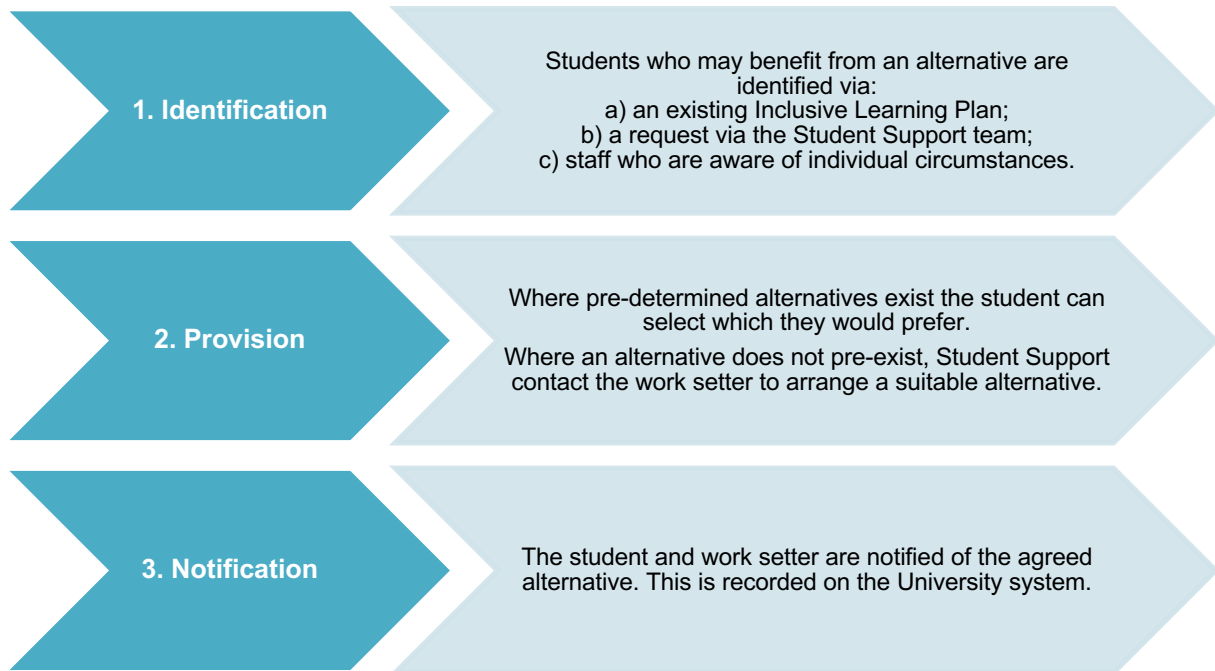 1. Identification
Students who may benefit from an alternative are
identified via:
a) an existing Inclusive Learning Plan;
b) a request via the Student Support team;
c) staff who are aware of individual circumstances.
2. Provision
Where pre-determined alternatives exist the student can
select which they would prefer.
Where an alternative does not pre-exist, Student Support
contact the work setter to arrange a suitable alternative.
3. Notification
The student and work setter are notified of the agreed
alternative. This is recorded on the University system.